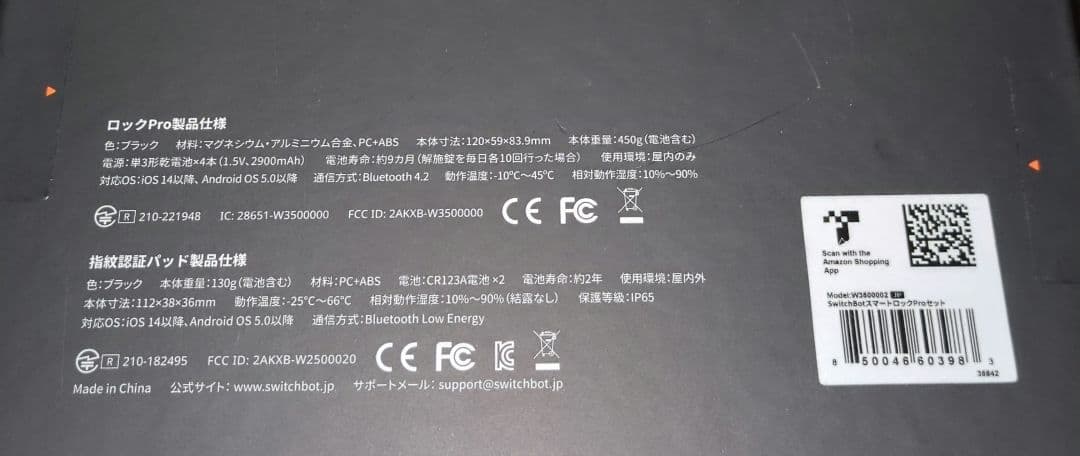 ロックPro製品仕様
色:ブラック 材料:マグネシウム・アルミニウム合金、PC+ABS 本体寸法:120×59×83.9mm 本体重量:450g(電池含む)
電源:単3形乾電池×4本(1.5V、2900mAh) 電池寿命:約9カ月(解施錠を毎日各10回行った場合) 使用環境:屋内のみ
対応OS:iOS 14以降、Android OS 5.0以降 通信方式:Bluetooth 4.2 動作温度:-10℃～45℃ 相対動作湿度:10%～90%
R 210-221948 IC: 28651-W3500000 FCC ID: 2AKXB-W3500000 CE FC
指紋認証パッド製品仕様
色:ブラック 本体重量:130g(電池含む) 材料:PC+ABS 電池:CR123A電池×2 電池寿命:約2年 使用環境:屋内外
本体寸法:112×38×36mm 動作温度:-25℃～66℃ 相対動作湿度:10%～90%(結露なし) 保護等級:IP65
対応OS:iOS 14以降、Android OS 5.0以降 通信方式:Bluetooth Low Energy
R 210-182495 FCC ID: 2AKXB-W2500020 CE FC
Made in China 公式サイト: www.switchbot.jp サポートメール: support@switchbot.jp
Scan with the
Amazon Shopping
App
Model:W3600002 JP
SwitchBotスマートロックProセット
8 50046 60398 3
38842